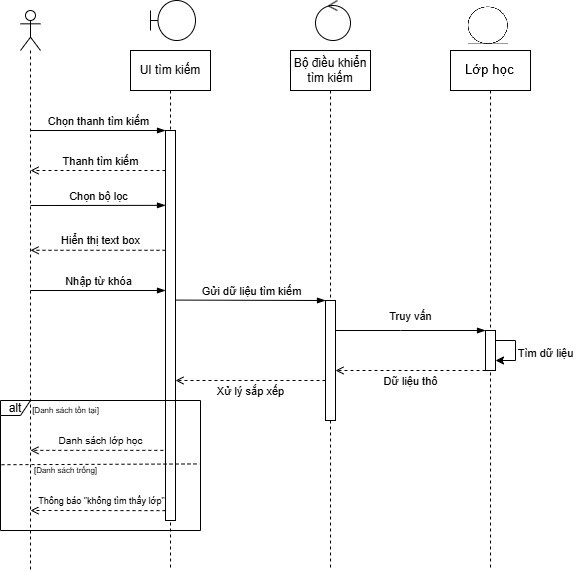 UI tìm kiếm
Bộ điều khiển
tìm kiếm
Lớp học
Chọn thanh tìm kiếm
Thanh tìm kiếm
Chọn bộ lọc
Hiển thị text box
Nhập từ khóa
Gửi dữ liệu tìm kiếm
Truy vấn
Tìm dữ liệu
Dữ liệu thô
Xử lý sắp xếp
alt
[Danh sách tồn tại]
Danh sách lớp học
[Danh sách trống]
Thông báo "không tìm thấy lớp"